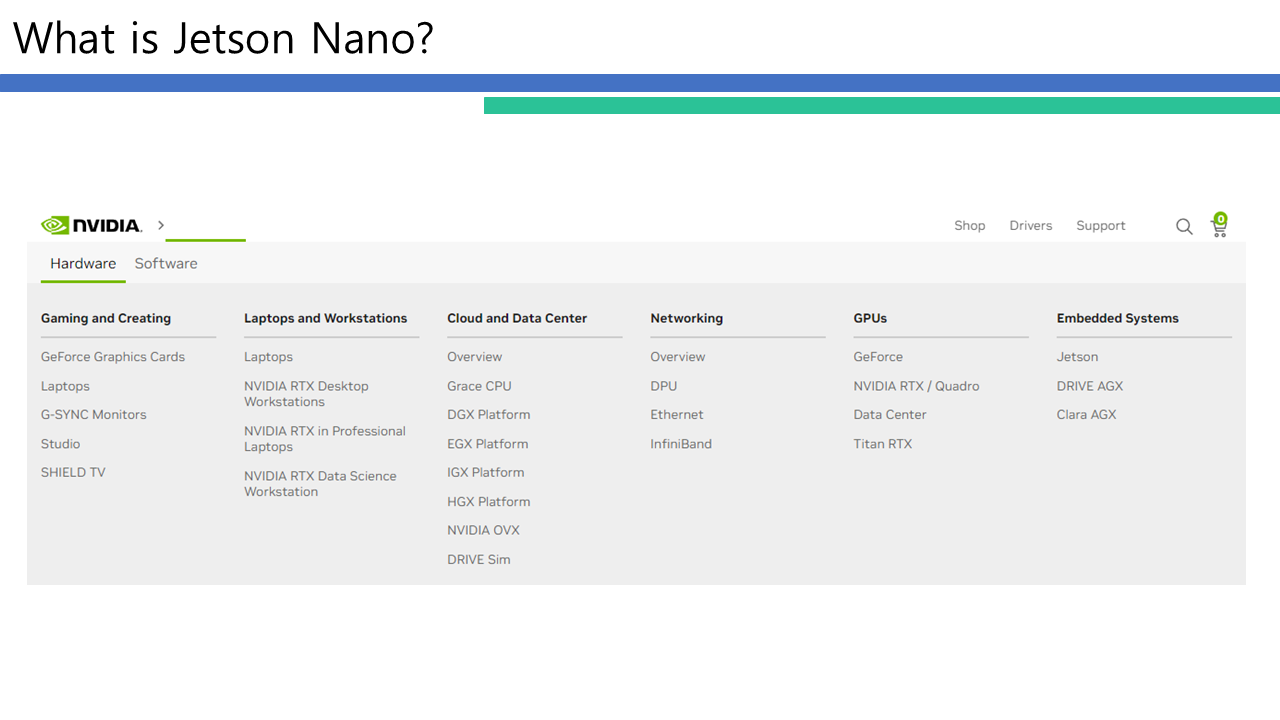 What is Jetson Nano?
NVIDIA.
Shop Drivers Support
0
Hardware Software
Gaming and Creating
GeForce Graphics Cards
Laptops
G-SYNC Monitors
Studio
SHIELD TV
Laptops and Workstations
Laptops
NVIDIA RTX Desktop
Workstations
NVIDIA RTX in Professional
Laptops
NVIDIA RTX Data Science
Workstation
Cloud and Data Center
Overview
Grace CPU
DGX Platform
EGX Platform
IGX Platform
HGX Platform
NVIDIA OVX
DRIVE Sim
Networking
Overview
DPU
Ethernet
InfiniBand
GPUs
GeForce
NVIDIA RTX / Quadro
Data Center
Titan RTX
Embedded Systems
Jetson
DRIVE AGX
Clara AGX